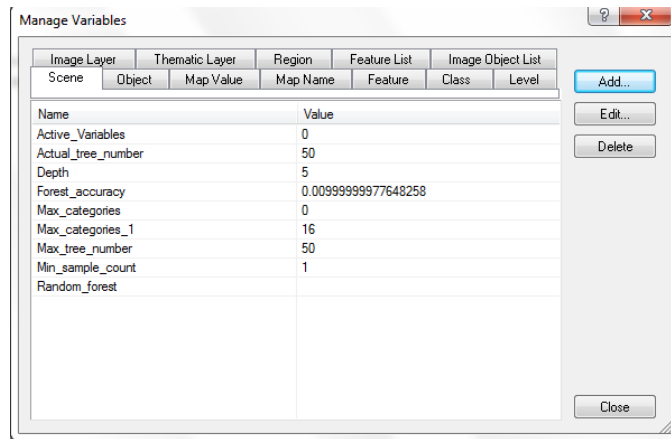 Manage Variables
Image Layer Thematic Layer Region Feature List Image Object List
Scene Object Map Value Map Name Feature Class Level
Add...
Name Value
Edit...
Active_Variables 0
Actual_tree_number 50
Delete
Depth 5
Forest_accuracy 0.00999999977648258
Max_categories 0
Max_categories_1 16
Max_tree_number 50
Min_sample_count 1
Random_forest
Close